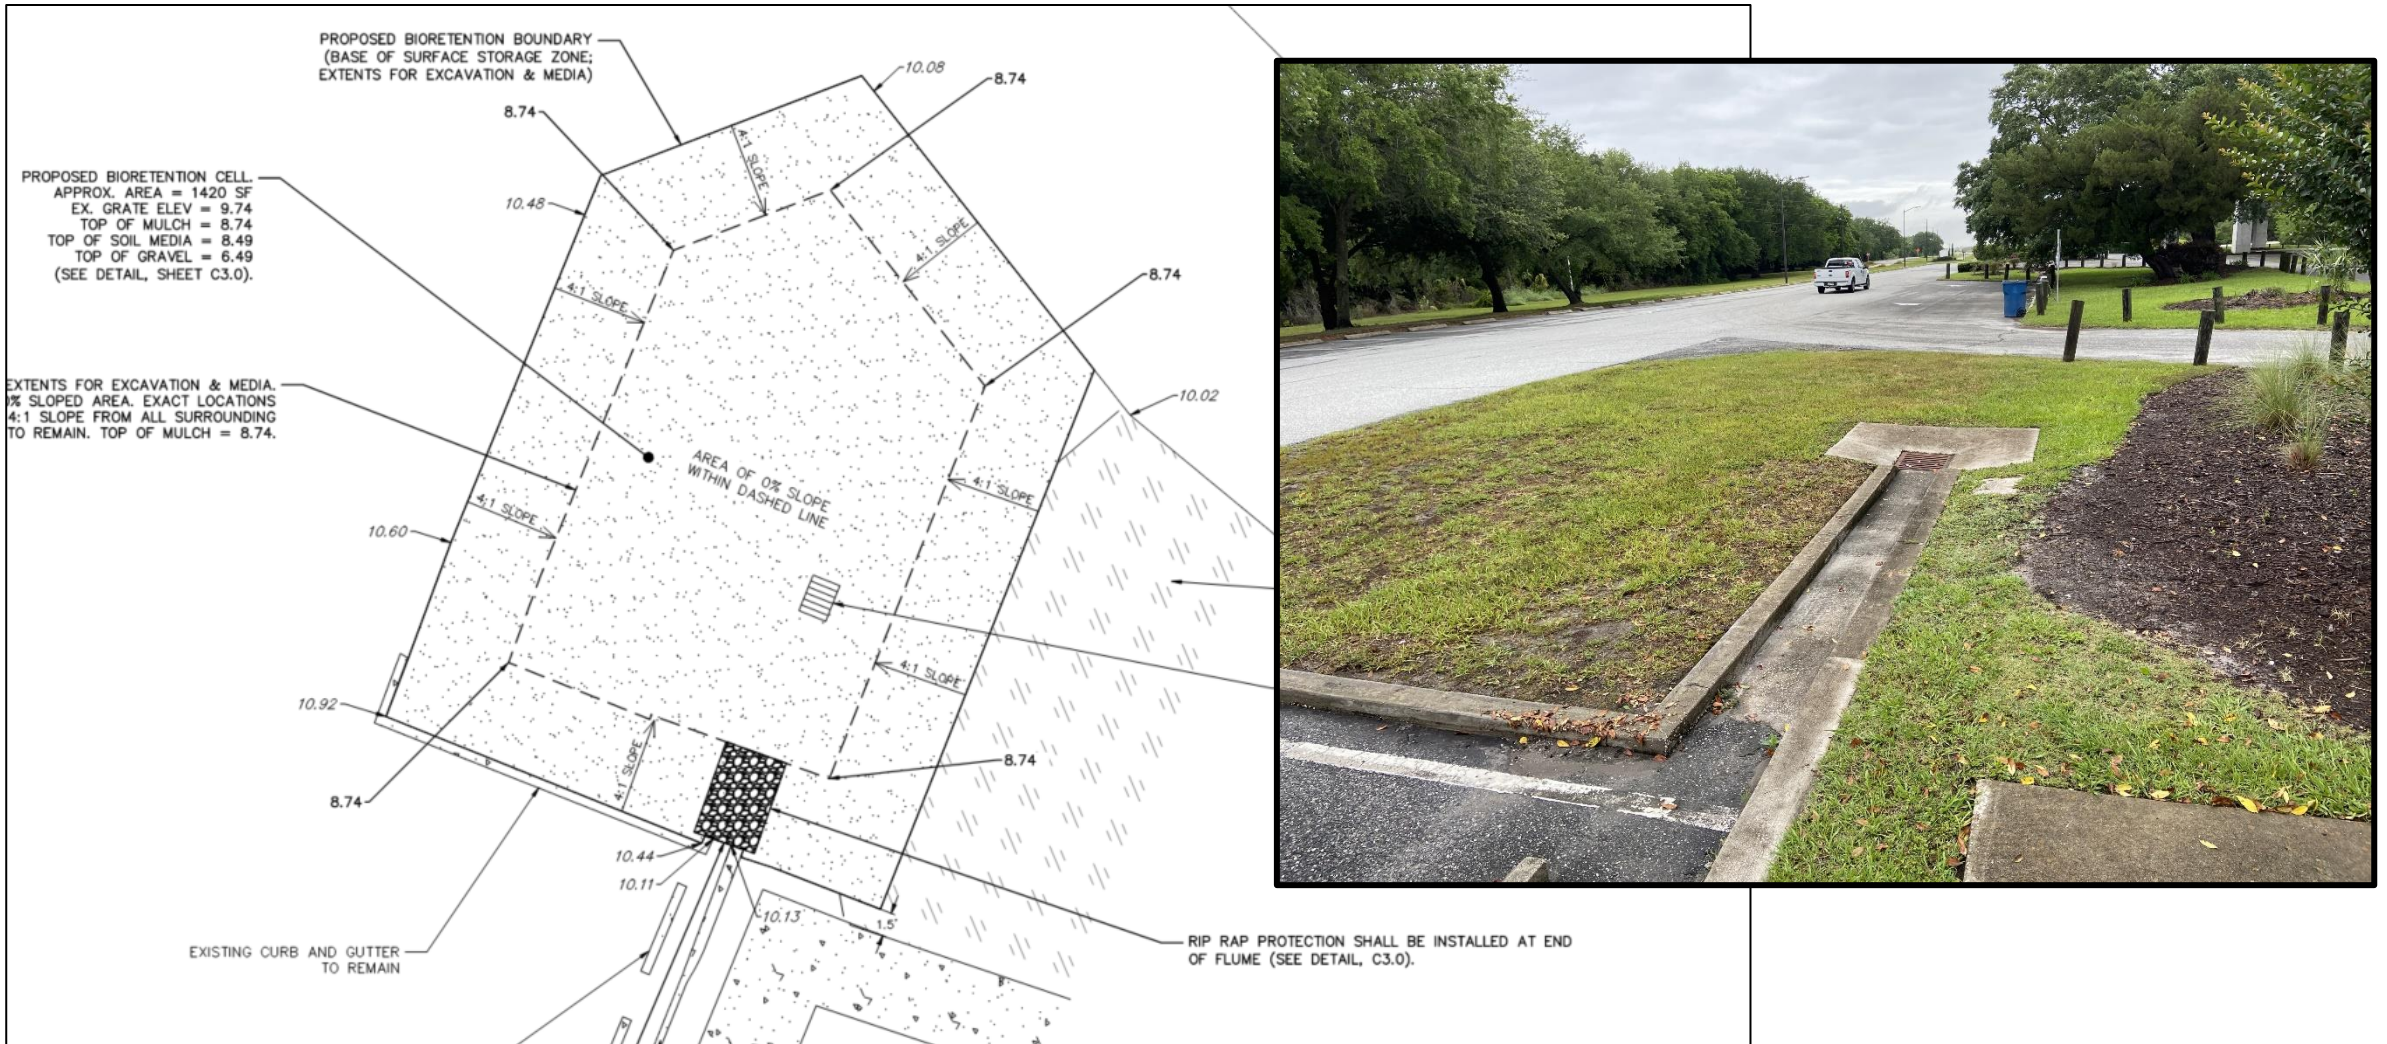 PROPOSED BIORETENTION BOUNDARY
(BASE OF SURFACE STORAGE ZONE;
EXTENTS FOR EXCAVATION & MEDIA)
10.08
8.74
8.74
4:1 SLOPE
PROPOSED BIORETENTION CELL.
APPROX. AREA = 1420 SF
EX. GRATE ELEV = 9.74
TOP OF MULCH = 8.74
TOP OF SOIL MEDIA = 8.49
TOP OF GRAVEL = 6.49
(SEE DETAIL, SHEET C3.0).
10.48
4:1 SLOPE
8.74
4:1 SLOPE
EXTENTS FOR EXCAVATION & MEDIA.
0% SLOPED AREA. EXACT LOCATIONS
4:1 SLOPE FROM ALL SURROUNDING
TO REMAIN. TOP OF MULCH = 8.74.
10.02
AREA OF 0% SLOPE
WITHIN DASHED LINE
4:1 SLOPE
4:1 SLOPE
10.60
4:1 SLOPE
10.92
4:1 SLOPE
8.74
8.74
10.44
10.11
10.13
1.5'
EXISTING CURB AND GUTTER
TO REMAIN
RIP RAP PROTECTION SHALL BE INSTALLED AT END
OF FLUME (SEE DETAIL, C3.0).